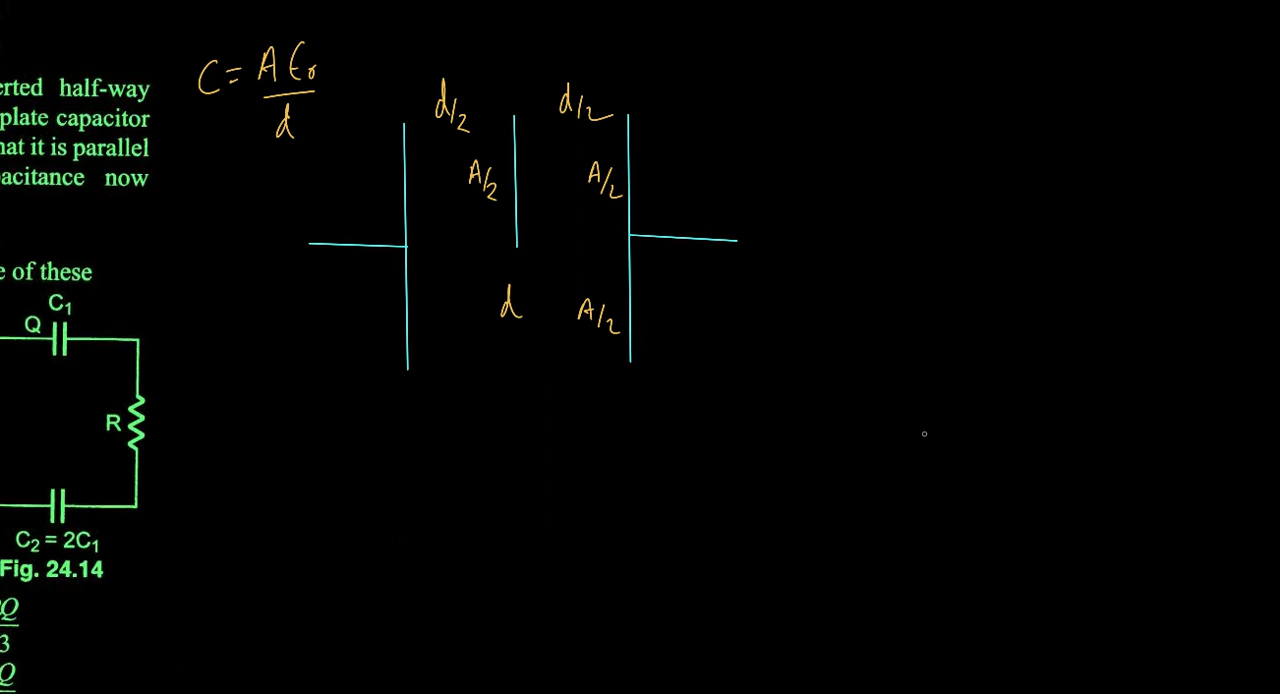 erted half-way
plate capacitor
hat it is parallel
acitance now
e of these
C₁
Q
R
C₂ = 2C₁
Fig. 24.14
Q
3
Q
C = A ε₀
d
d/2
d/2
A/2
A/2
d
A/2